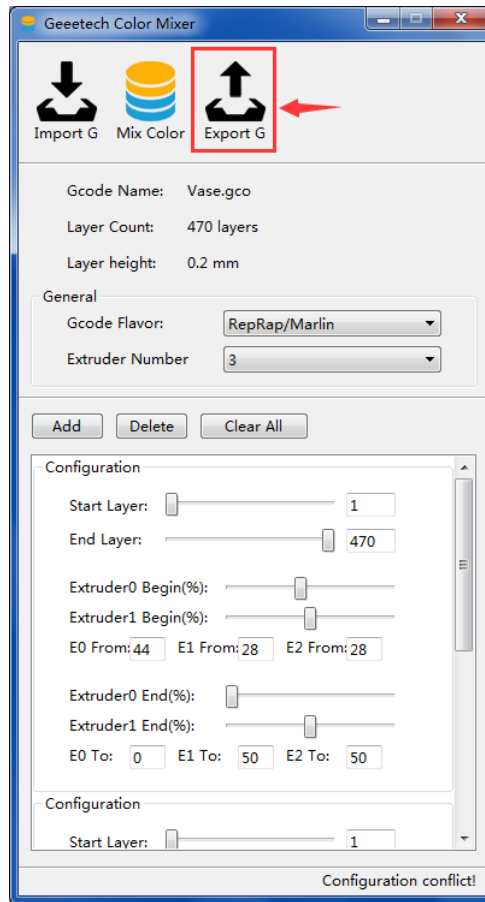 Geeetech Color Mixer
Import G Mix Color Export G
Gcode Name: Vase.gco
Layer Count: 470 layers
Layer height: 0.2 mm
General
Gcode Flavor: RepRap/Marlin
Extruder Number 3
Add Delete Clear All
Configuration
Start Layer: 1
End Layer: 470
Extruder0 Begin(%):
Extruder1 Begin(%):
E0 From: 44 E1 From: 28 E2 From: 28
Extruder0 End(%):
Extruder1 End(%):
E0 To: 0 E1 To: 50 E2 To: 50
Configuration
Start Layer: 1
Configuration conflict!